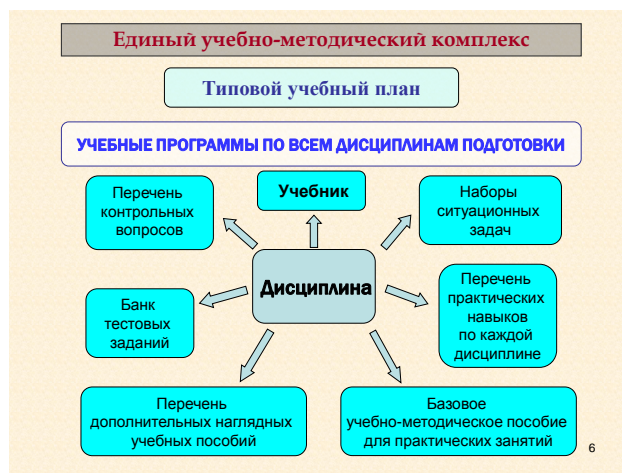 Единый учебно-методический комплекс
Типовой учебный план
УЧЕБНЫЕ ПРОГРАММЫ ПО ВСЕМ ДИСЦИПЛИНАМ ПОДГОТОВКИ
Перечень
контрольных
вопросов
Учебник
Наборы
ситуационных
задач
Дисциплина
Банк
тестовых
заданий
Перечень
практических
навыков
по каждой
дисциплине
Перечень
дополнительных наглядных
учебных пособий
Базовое
учебно-методическое пособие
для практических занятий
6